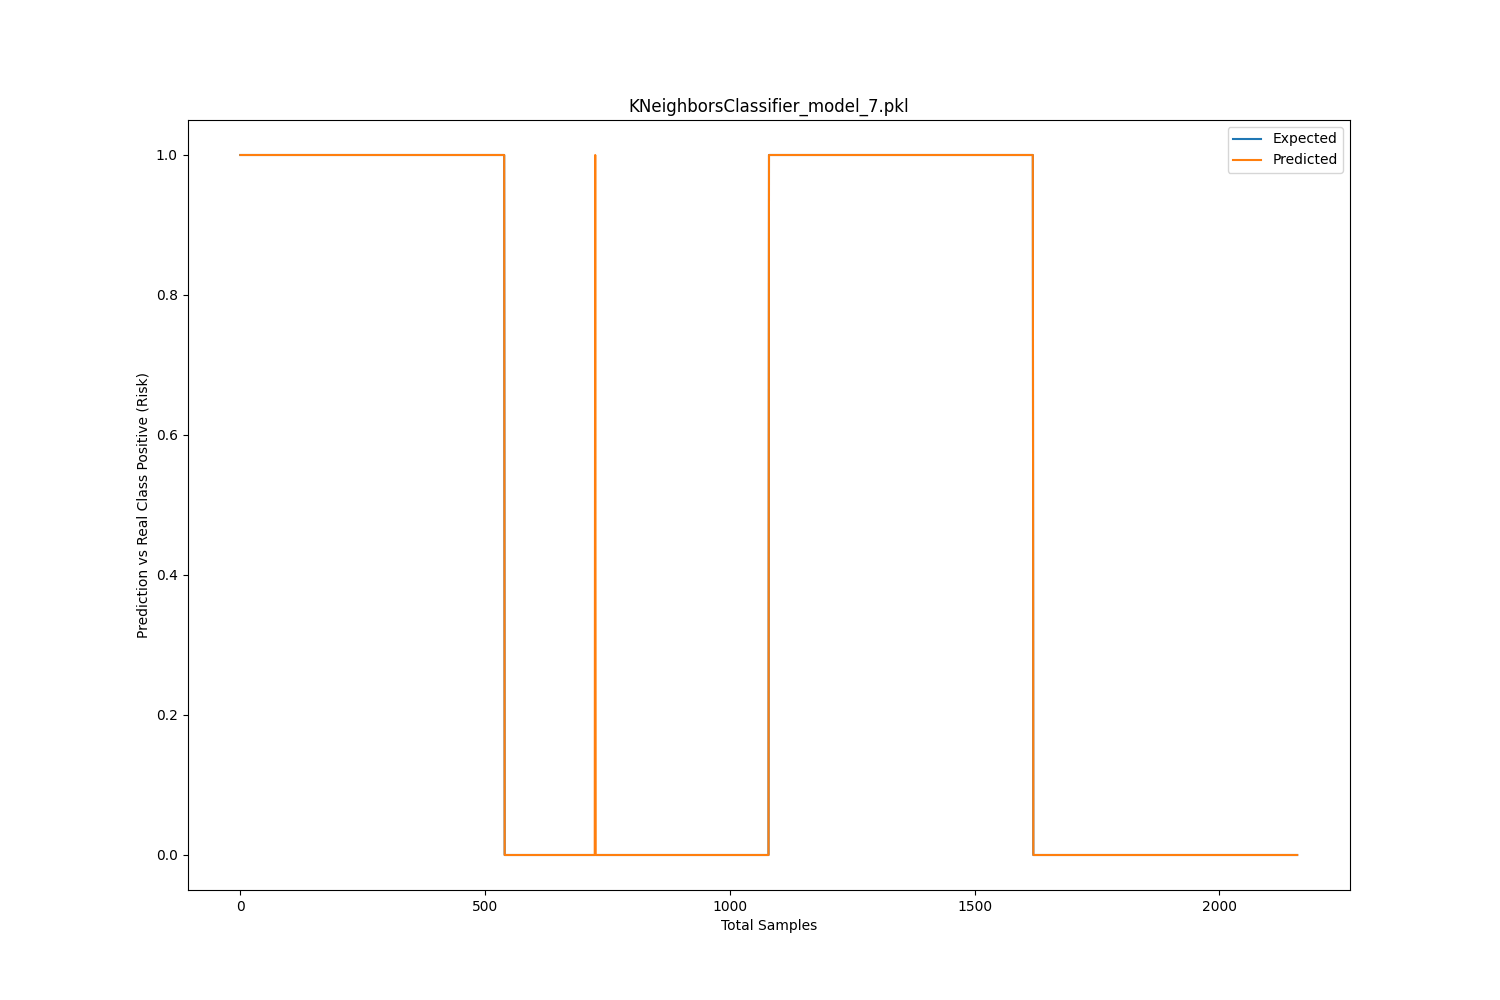 KNeighborsClassifier_model_7.pkl
Expected
Predicted
1.0
0.8
0.6
0.4
0.2
0.0
Prediction vs Real Class Positive (Risk)
0 500 1000 1500 2000
Total Samples